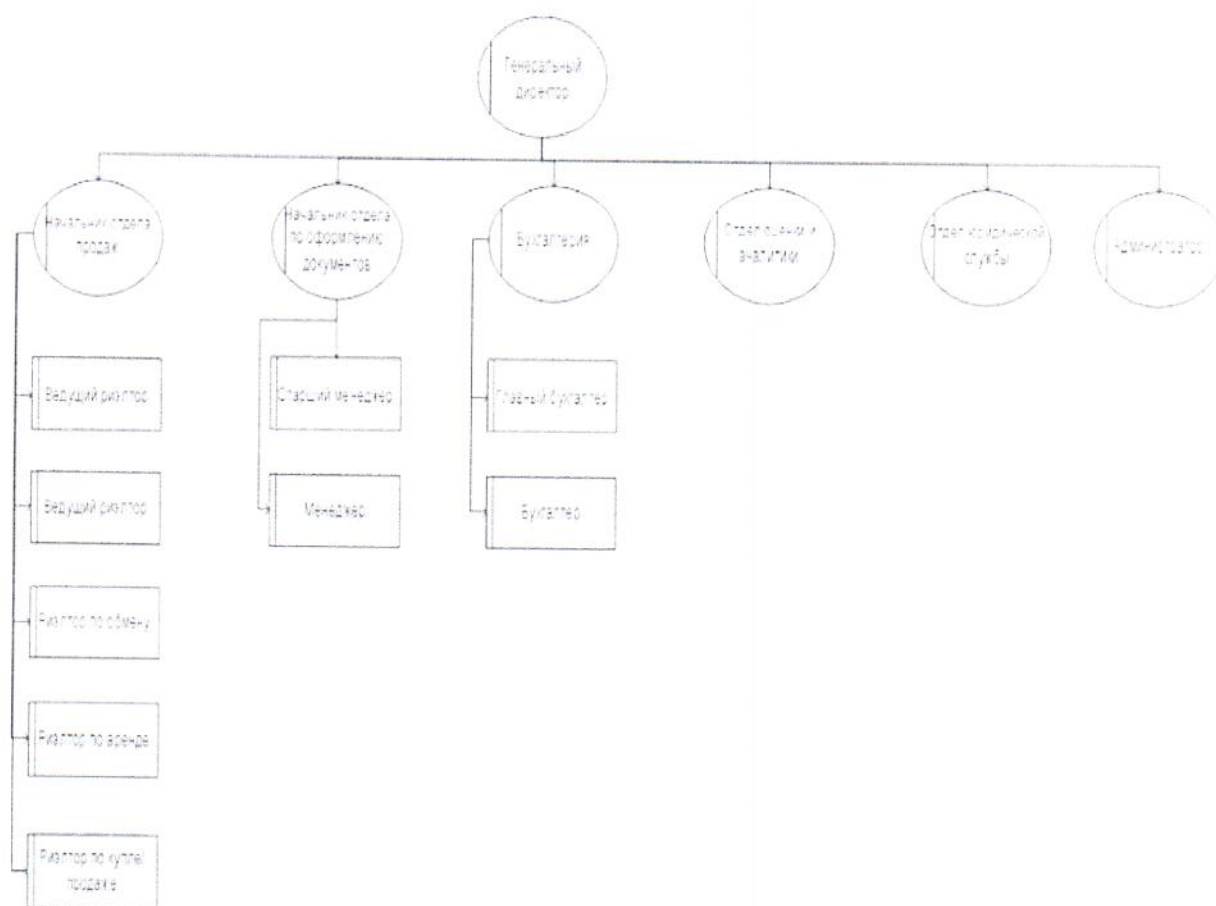 Генеральный
директор
Начальник отдела
продаж
Начальник отдела
по оформлению
документов
Бухгалтерия
Отдел оценки и
аналитики
Отдел юридической
службы
Администратор
Ведущий риэлтор
Старший менеджер
Главный бухгалтер
Ведущий риэлтор
Менеджер
Бухгалтер
Риэлтор по обмену
Риэлтор по аренде
Риэлтор по купле/
продаже